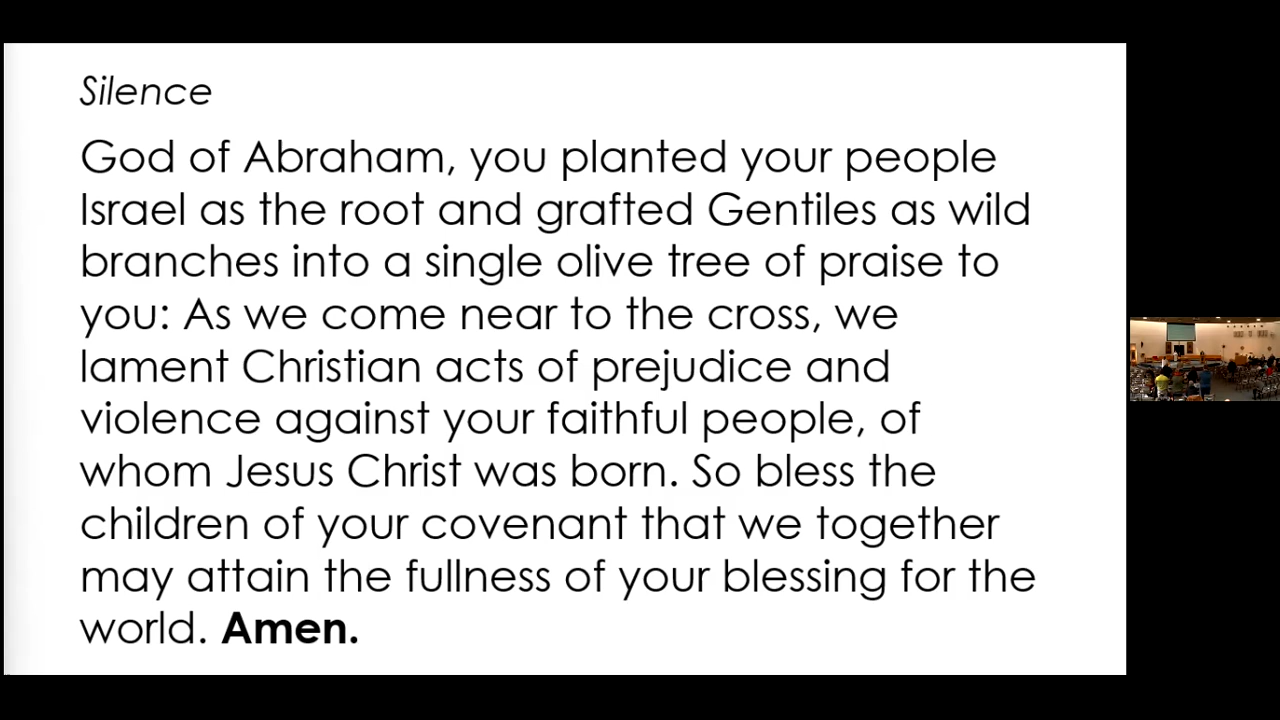 Silence
God of Abraham, you planted your people
Israel as the root and grafted Gentiles as wild
branches into a single olive tree of praise to
you: As we come near to the cross, we
lament Christian acts of prejudice and
violence against your faithful people, of
whom Jesus Christ was born. So bless the
children of your covenant that we together
may attain the fullness of your blessing for the
world. Amen.